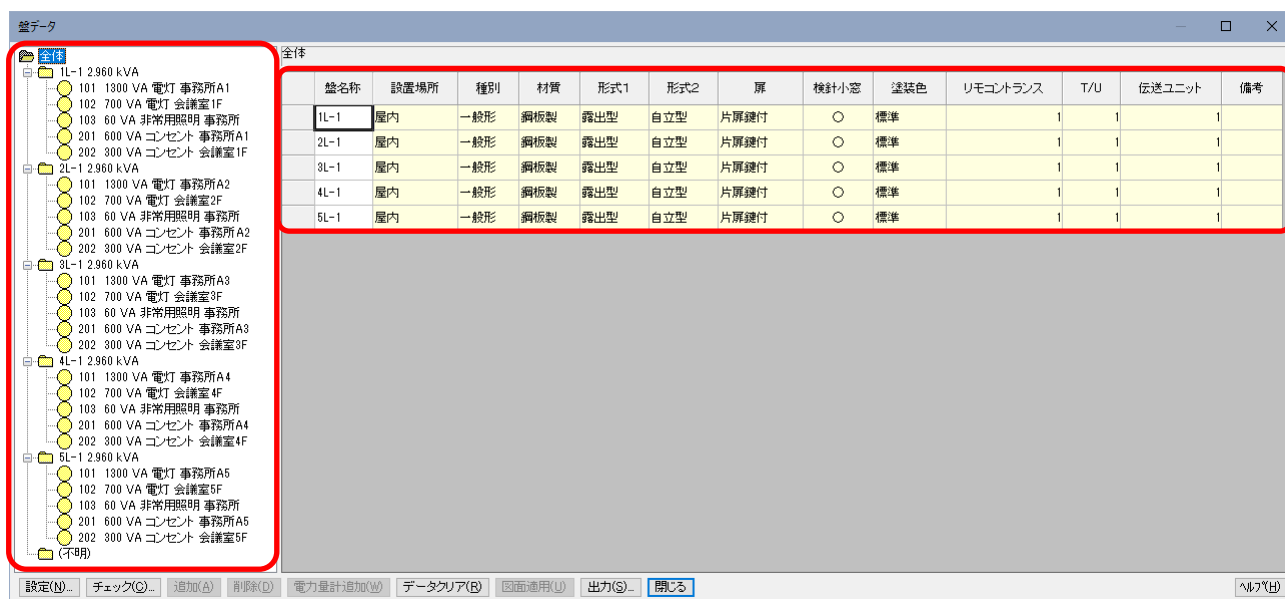 盤データ
全体
1L-1 2.960 kVA
101 1300 VA 電灯 事務所A1
102 700 VA 電灯 会議室1F
103 60 VA 非常用照明 事務所
201 600 VA コンセント 事務所A1
202 300 VA コンセント 会議室1F
2L-1 2.960 kVA
101 1300 VA 電灯 事務所A2
102 700 VA 電灯 会議室2F
103 60 VA 非常用照明 事務所
201 600 VA コンセント 事務所A2
202 300 VA コンセント 会議室2F
3L-1 2.960 kVA
101 1300 VA 電灯 事務所A3
102 700 VA 電灯 会議室3F
103 60 VA 非常用照明 事務所
201 600 VA コンセント 事務所A3
202 300 VA コンセント 会議室3F
4L-1 2.960 kVA
101 1300 VA 電灯 事務所A4
102 700 VA 電灯 会議室4F
103 60 VA 非常用照明 事務所
201 600 VA コンセント 事務所A4
202 300 VA コンセント 会議室4F
5L-1 2.960 kVA
101 1300 VA 電灯 事務所A5
102 700 VA 電灯 会議室5F
103 60 VA 非常用照明 事務所
201 600 VA コンセント 事務所A5
202 300 VA コンセント 会議室5F
(不明)
全体
盤名称 設置場所 種別 材質 形式1 形式2 扉 検針小窓 塗装色 リモコントランス T/U 伝送ユニット 備考
1L-1 屋内 一般形 鋼板製 露出型 自立型 片扉鍵付 ○ 標準 1 1 1
2L-1 屋内 一般形 鋼板製 露出型 自立型 片扉鍵付 ○ 標準 1 1 1
3L-1 屋内 一般形 鋼板製 露出型 自立型 片扉鍵付 ○ 標準 1 1 1
4L-1 屋内 一般形 鋼板製 露出型 自立型 片扉鍵付 ○ 標準 1 1 1
5L-1 屋内 一般形 鋼板製 露出型 自立型 片扉鍵付 ○ 標準 1 1 1
設定(N)... チェック(C)... 追加(A) 削除(D) 電力量計追加(W) データクリア(R) 図面適用(U) 出力(S)... 閉じる ヘルプ(H)